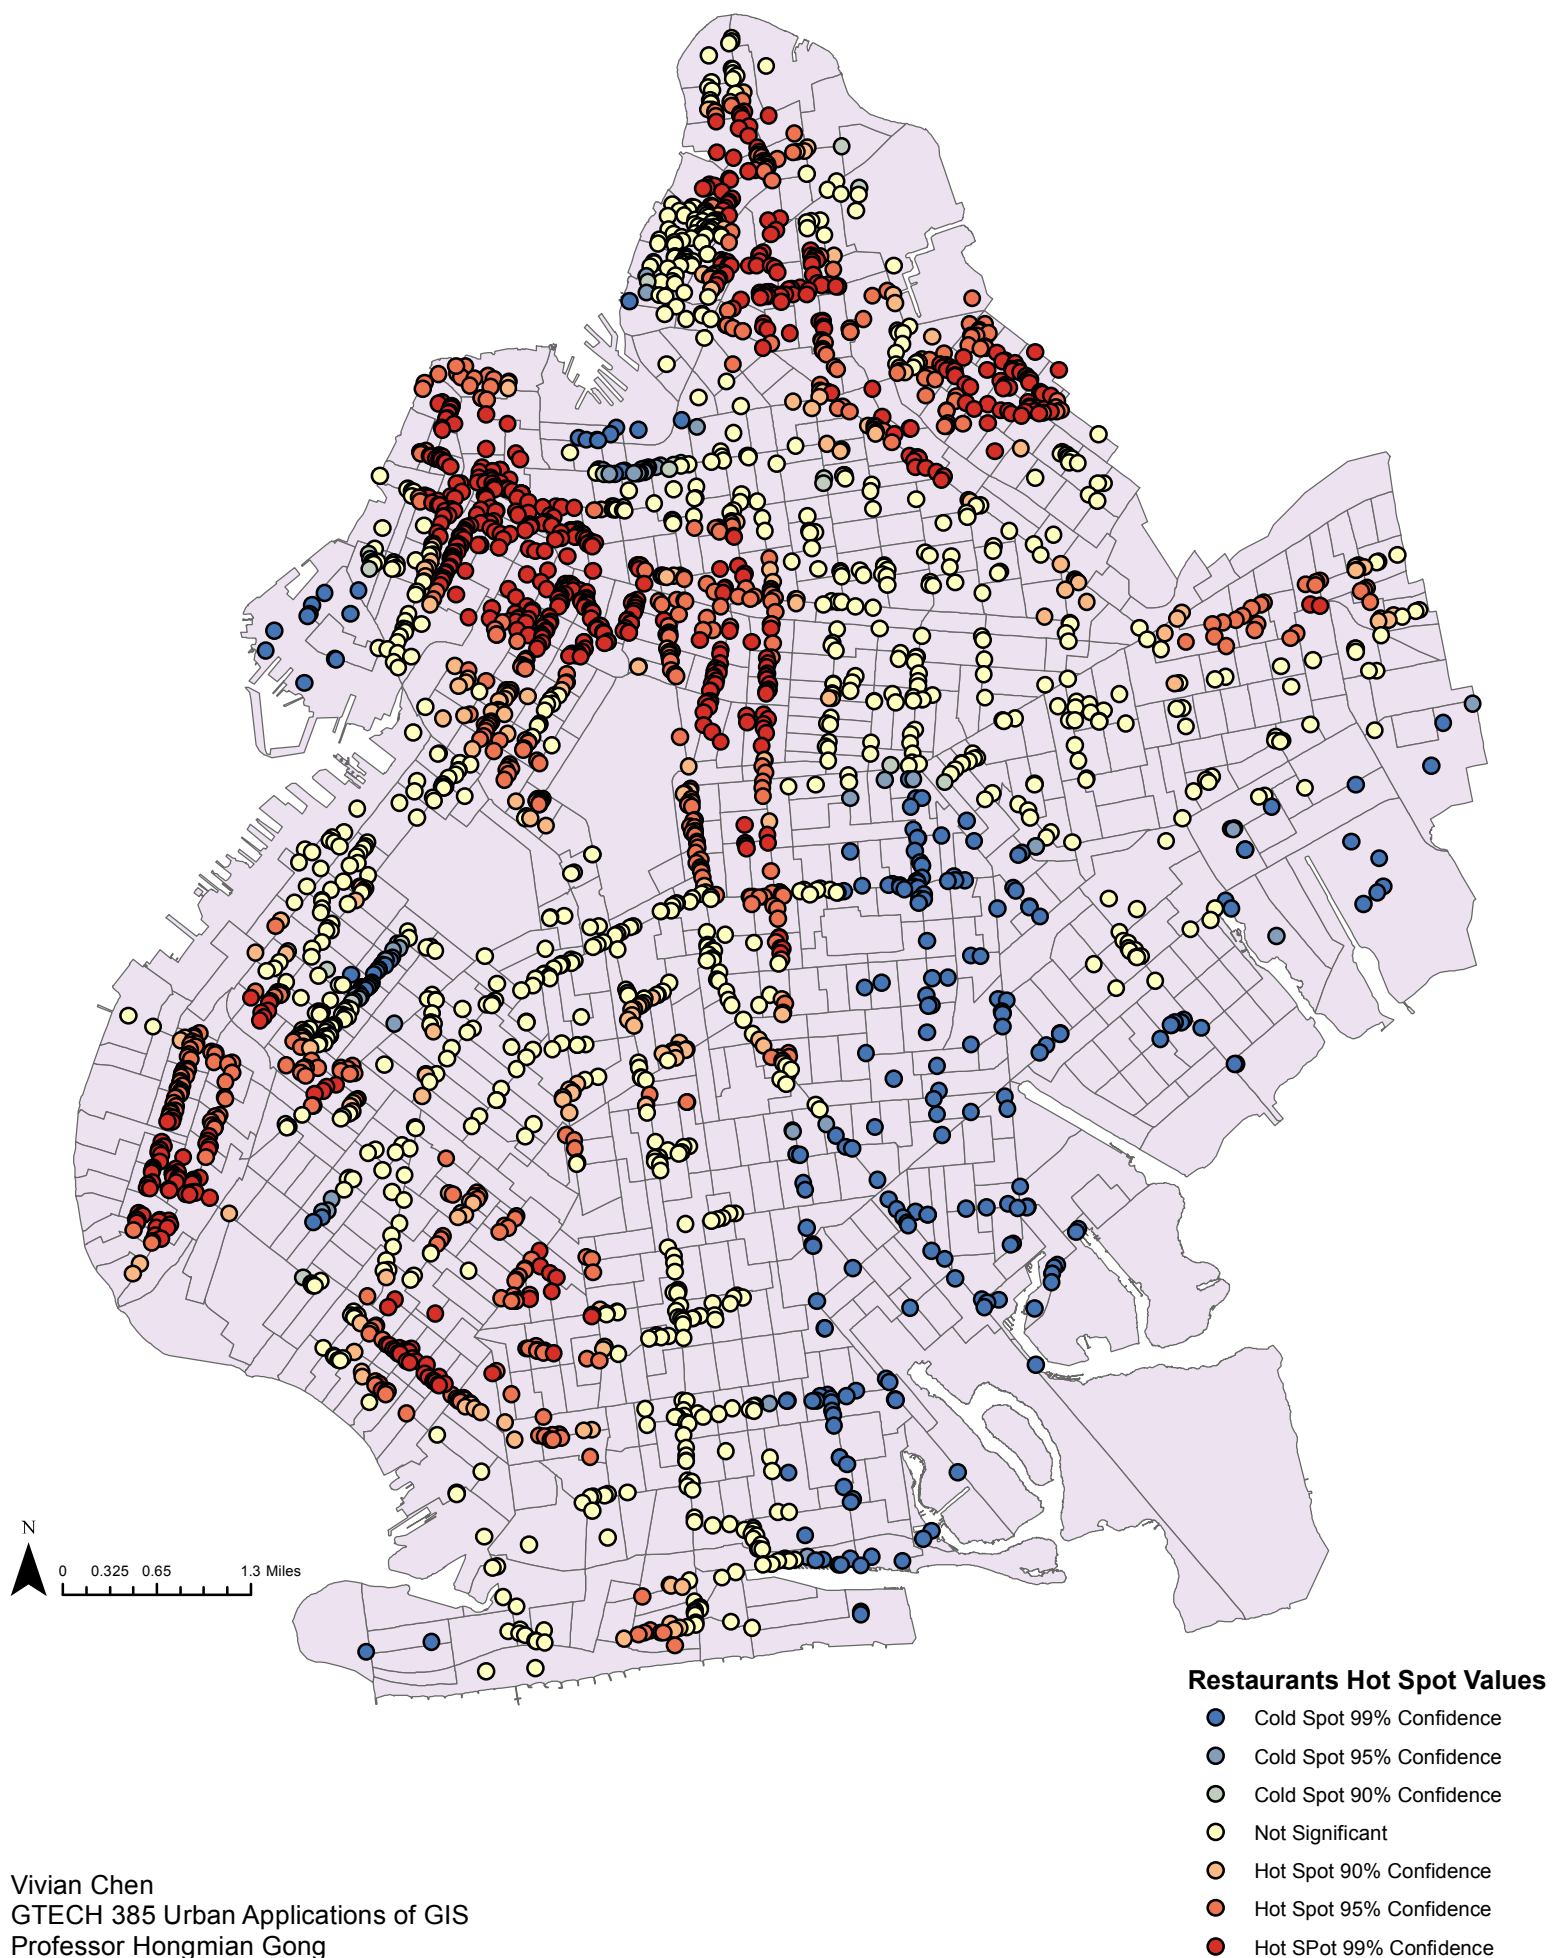 N
0 0.325 0.65 1.3 Miles
Restaurants Hot Spot Values
Cold Spot 99% Confidence
Cold Spot 95% Confidence
Cold Spot 90% Confidence
Not Significant
Hot Spot 90% Confidence
Hot Spot 95% Confidence
Hot SPot 99% Confidence
Vivian Chen
GTECH 385 Urban Applications of GIS
Professor Hongmian Gong